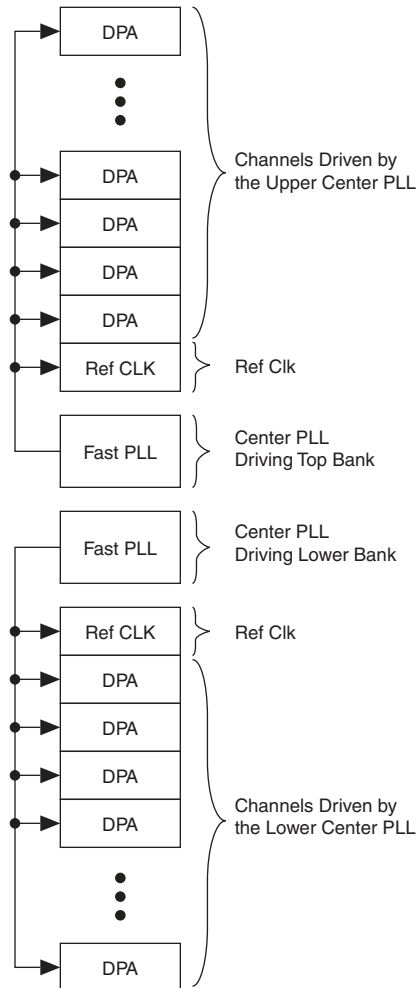 DPA
DPA
DPA
DPA
DPA
Channels Driven by
the Upper Center PLL
Ref CLK
Ref Clk
Fast PLL
Center PLL
Driving Top Bank
Fast PLL
Center PLL
Driving Lower Bank
Ref CLK
Ref Clk
DPA
DPA
DPA
DPA
DPA
Channels Driven by
the Lower Center PLL